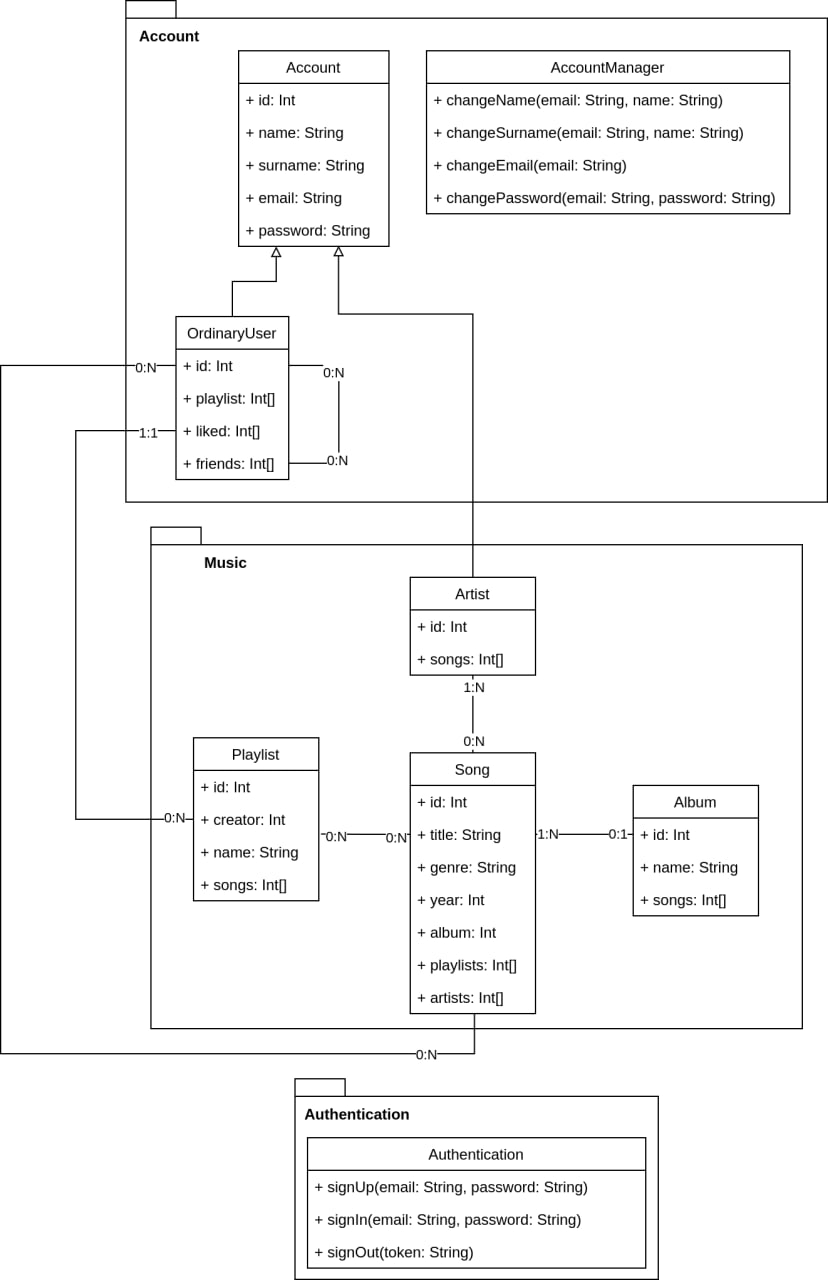 Account
Account
+ id: Int
+ name: String
+ surname: String
+ email: String
+ password: String
AccountManager
+ changeName(email: String, name: String)
+ changeSurname(email: String, name: String)
+ changeEmail(email: String)
+ changePassword(email: String, password: String)
OrdinaryUser
+ id: Int
+ playlist: Int[]
+ liked: Int[]
+ friends: Int[]
0:N
1:1
0:N
0:N
Music
Artist
+ id: Int
+ songs: Int[]
1:N
0:N
Playlist
+ id: Int
+ creator: Int
+ name: String
+ songs: Int[]
0:N
0:N
0:N
Song
+ id: Int
+ title: String
+ genre: String
+ year: Int
+ album: Int
+ playlists: Int[]
+ artists: Int[]
1:N
0:1
Album
+ id: Int
+ name: String
+ songs: Int[]
0:N
Authentication
Authentication
+ signUp(email: String, password: String)
+ signIn(email: String, password: String)
+ signOut(token: String)